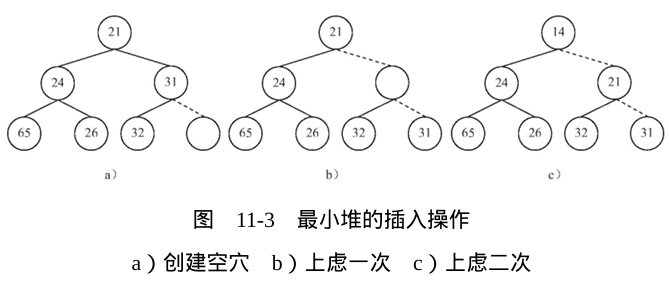 21 21 14
24 31 24 24 21
65 26 32 65 26 32 31 65 26 32 31
a） b） c）
图 11-3 最小堆的插入操作
a）创建空穴 b）上虑一次 c）上虑二次